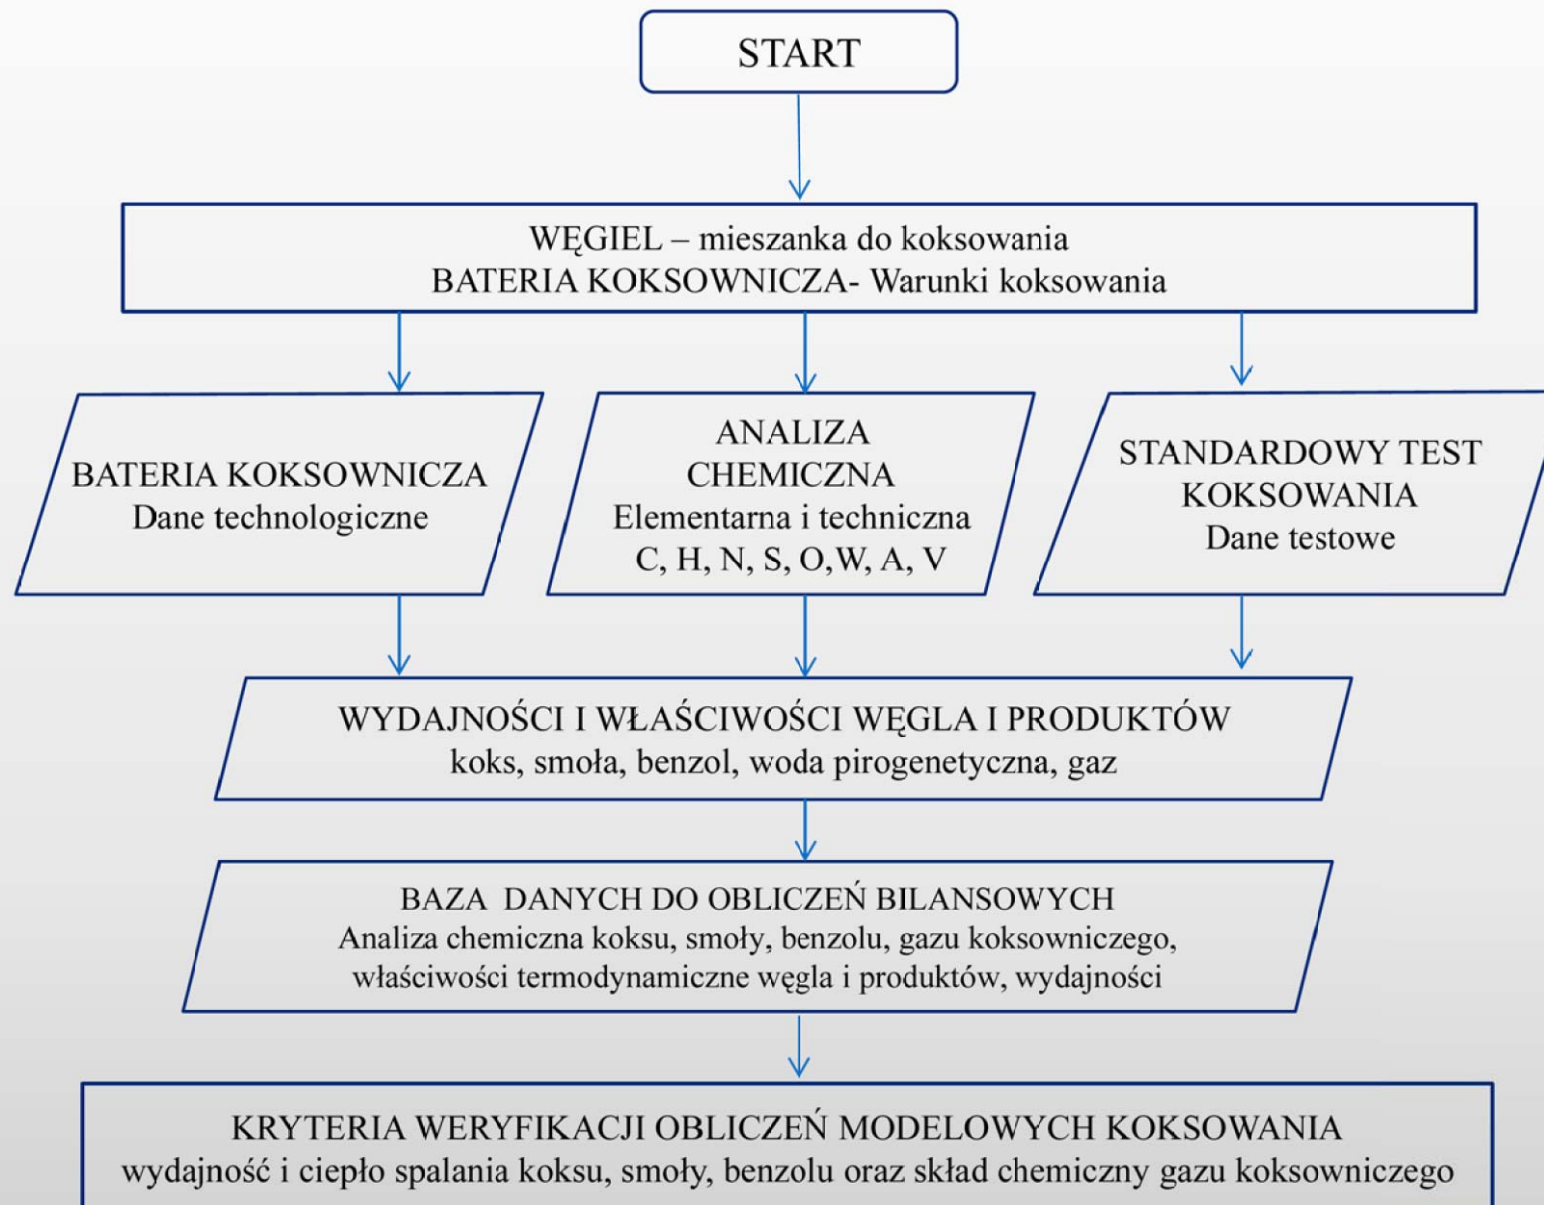 START
WĘGIEL – mieszanka do koksowania
BATERIA KOKSOWNICZA- Warunki koksowania
BATERIA KOKSOWNICZA
Dane technologiczne
ANALIZA
CHEMICZNA
Elementarna i techniczna
C, H, N, S, O,W, A, V
STANDARDOWY TEST
KOKSOWANIA
Dane testowe
WYDAJNOŚCI I WŁAŚCIWOŚCI WĘGLA I PRODUKTÓW
koks, smoła, benzol, woda pirogenetyczna, gaz
BAZA DANYCH DO OBLICZEŃ BILANSOWYCH
Analiza chemiczna koksu, smoły, benzolu, gazu koksowniczego,
właściwości termodynamiczne węgla i produktów, wydajności
KRYTERIA WERYFIKACJI OBLICZEŃ MODELOWYCH KOKSOWANIA
wydajność i ciepło spalania koksu, smoły, benzolu oraz skład chemiczny gazu koksowniczego